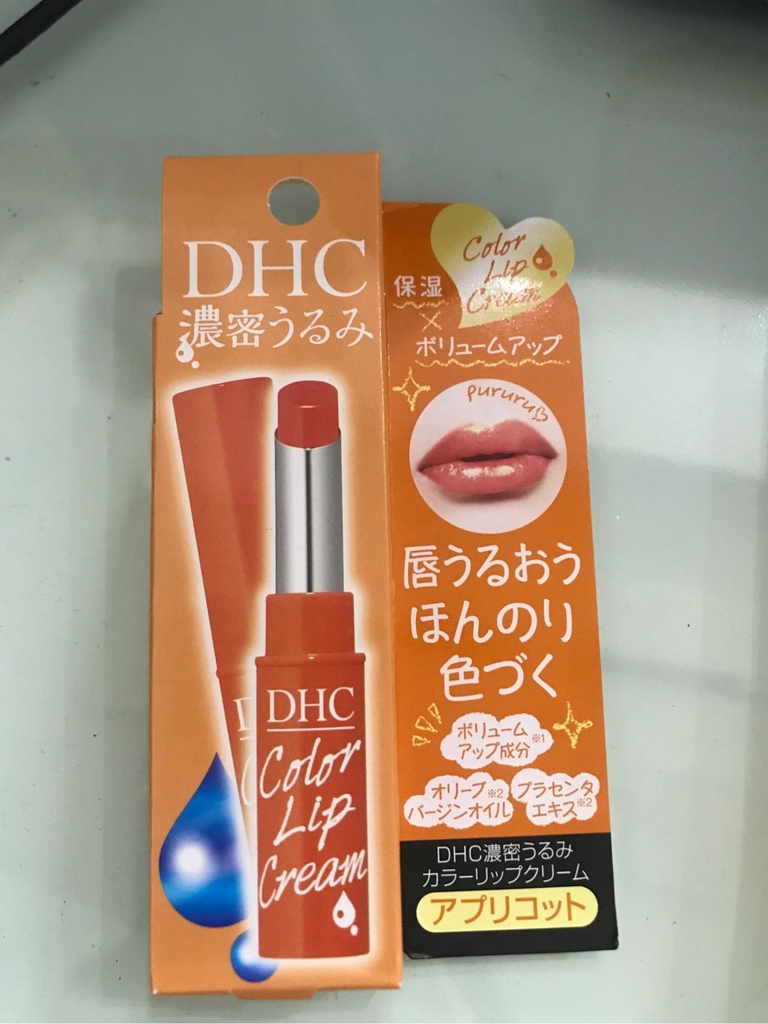 DHC
濃密うるみ
DHC
Color
Lip
Cream
Color
Lip
Cream
保湿
×
ボリュームアップ
pururu
唇うるおう
ほんのり
色づく
ボリューム
アップ成分※1
オリーブ※2
バージンオイル
プラセンタ
エキス※2
DHC濃密うるみ
カラーリップクリーム
アプリコット